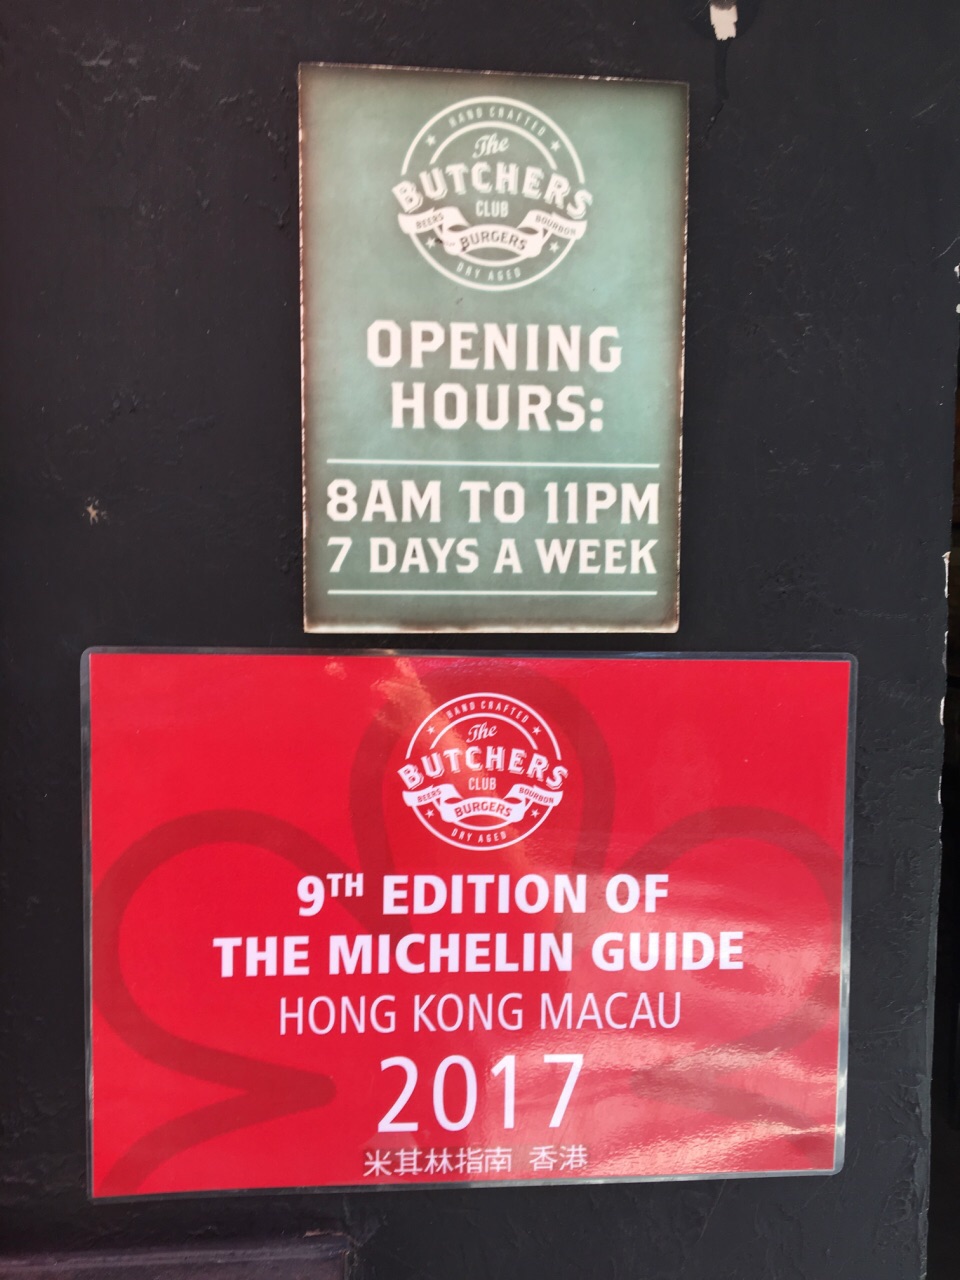 HAND CRAFTED
The
BUTCHERS
CLUB
BEERS BOURBON
BURGERS
DRY AGED
OPENING
HOURS:
8AM TO 11PM
7 DAYS A WEEK
HAND CRAFTED
The
BUTCHERS
CLUB
BEERS BOURBON
BURGERS
DRY AGED
9TH EDITION OF
THE MICHELIN GUIDE
HONG KONG MACAU
2017
米其林指南 香港